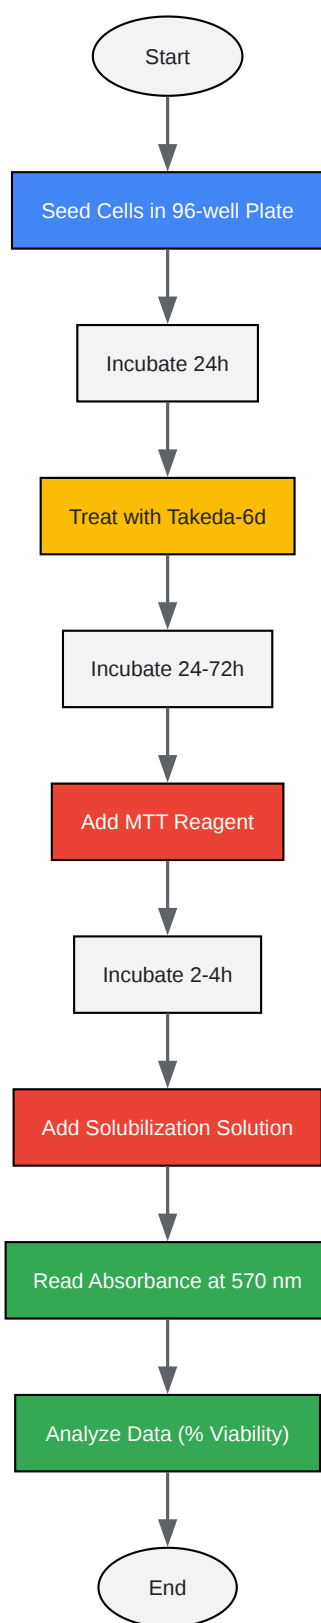 Start
Seed Cells in 96-well Plate
Incubate 24h
Treat with Takeda-6d
Incubate 24-72h
Add MTT Reagent
Incubate 2-4h
Add Solubilization Solution
Read Absorbance at 570 nm
Analyze Data (% Viability)
End